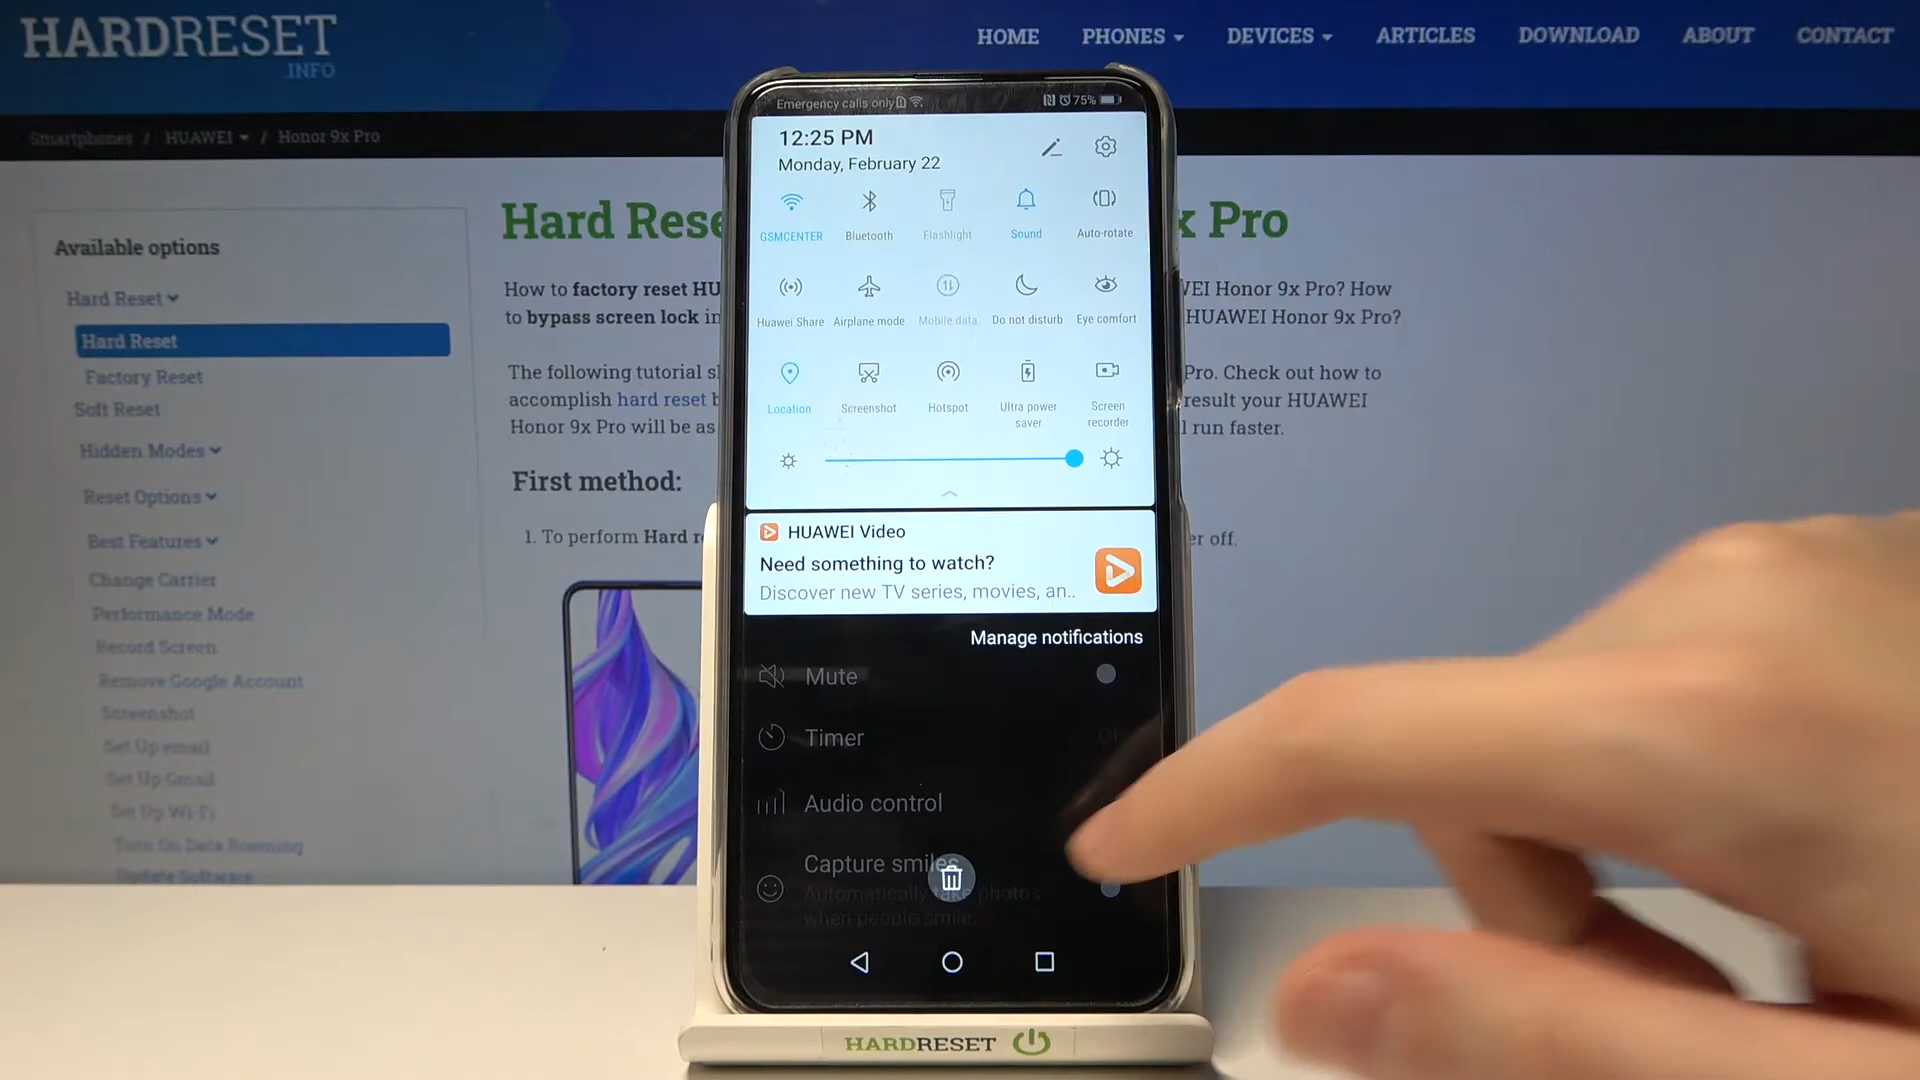 HARDRESET
.INFO
HOME PHONES DEVICES ARTICLES DOWNLOAD ABOUT CONTACT
Smartphones / HUAWEI / Honor 9x Pro
Available options
Hard Reset
Hard Reset
Factory Reset
Soft Reset
Hidden Modes
Reset Options
Best Features
Change Carrier
Performance Mode
Record Screen
Remove Google Account
Screenshot
Set Up email
Set Up Gmail
Set Up Wi-Fi
Turn On Data Roaming
Update Software
Hard Rese
x Pro
How to factory reset HU
EI Honor 9x Pro? How
to bypass screen lock in
HUAWEI Honor 9x Pro?
The following tutorial s
Pro. Check out how to
accomplish hard reset b
result your HUAWEI
Honor 9x Pro will be as
l run faster.
First method:
1. To perform Hard r
er off.
Emergency calls only
75%
12:25 PM
Monday, February 22
GSMCENTER Bluetooth Flashlight Sound Auto-rotate
Huawei Share Airplane mode Mobile data Do not disturb Eye comfort
Location Screenshot Hotspot Ultra power saver Screen recorder
HUAWEI Video
Need something to watch?
Discover new TV series, movies, an..
Manage notifications
Mute
Timer
Audio control
Capture smiles
Automatically take photos
when people smile.
HARDRESET